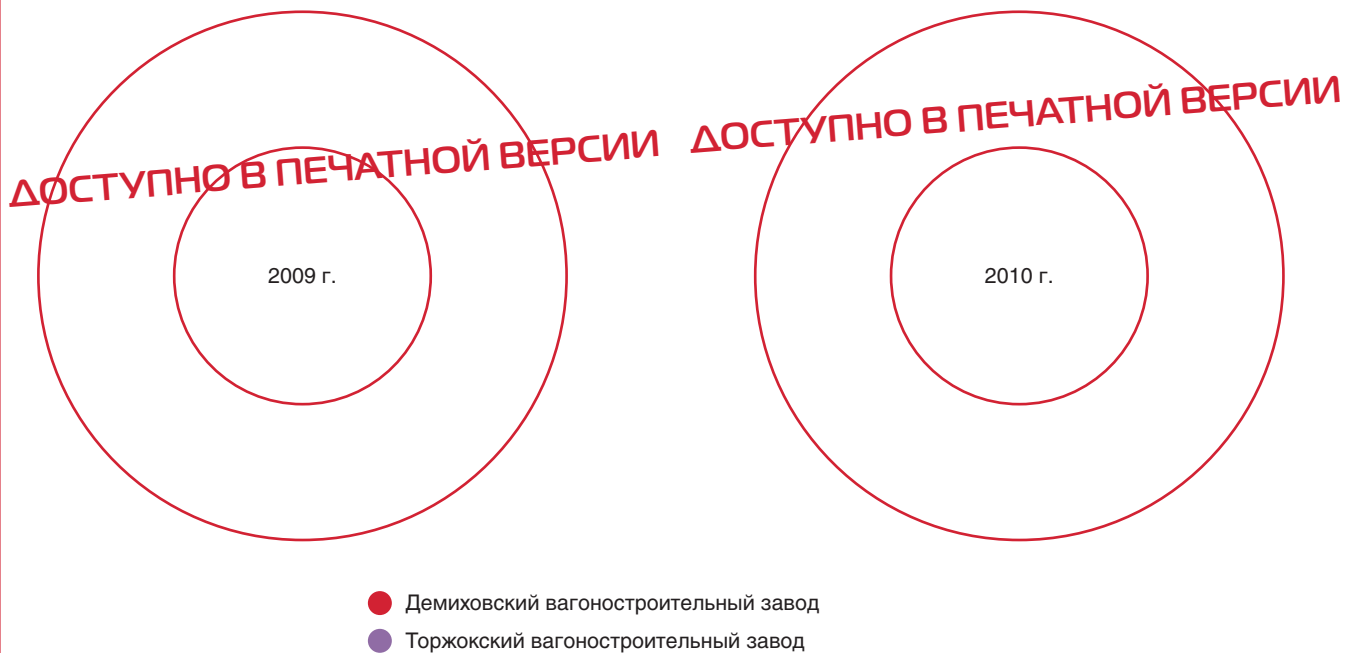 ДОСТУПНО В ПЕЧАТНОЙ ВЕРСИИ
ДОСТУПНО В ПЕЧАТНОЙ ВЕРСИИ
2009 г.
2010 г.
Демиховский вагоностроительный завод
Торжокский вагоностроительный завод